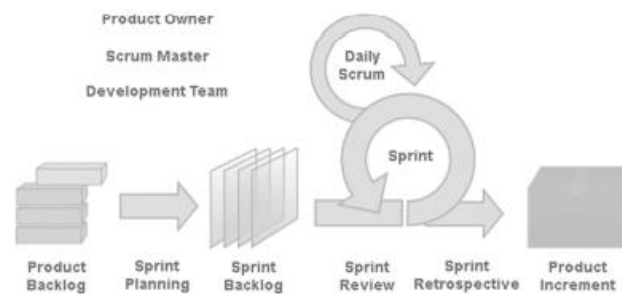 Product Owner
Scrum Master
Development Team
Daily
Scrum
Sprint
Product
Backlog
Sprint
Planning
Sprint
Backlog
Sprint
Review
Sprint
Retrospective
Product
Increment